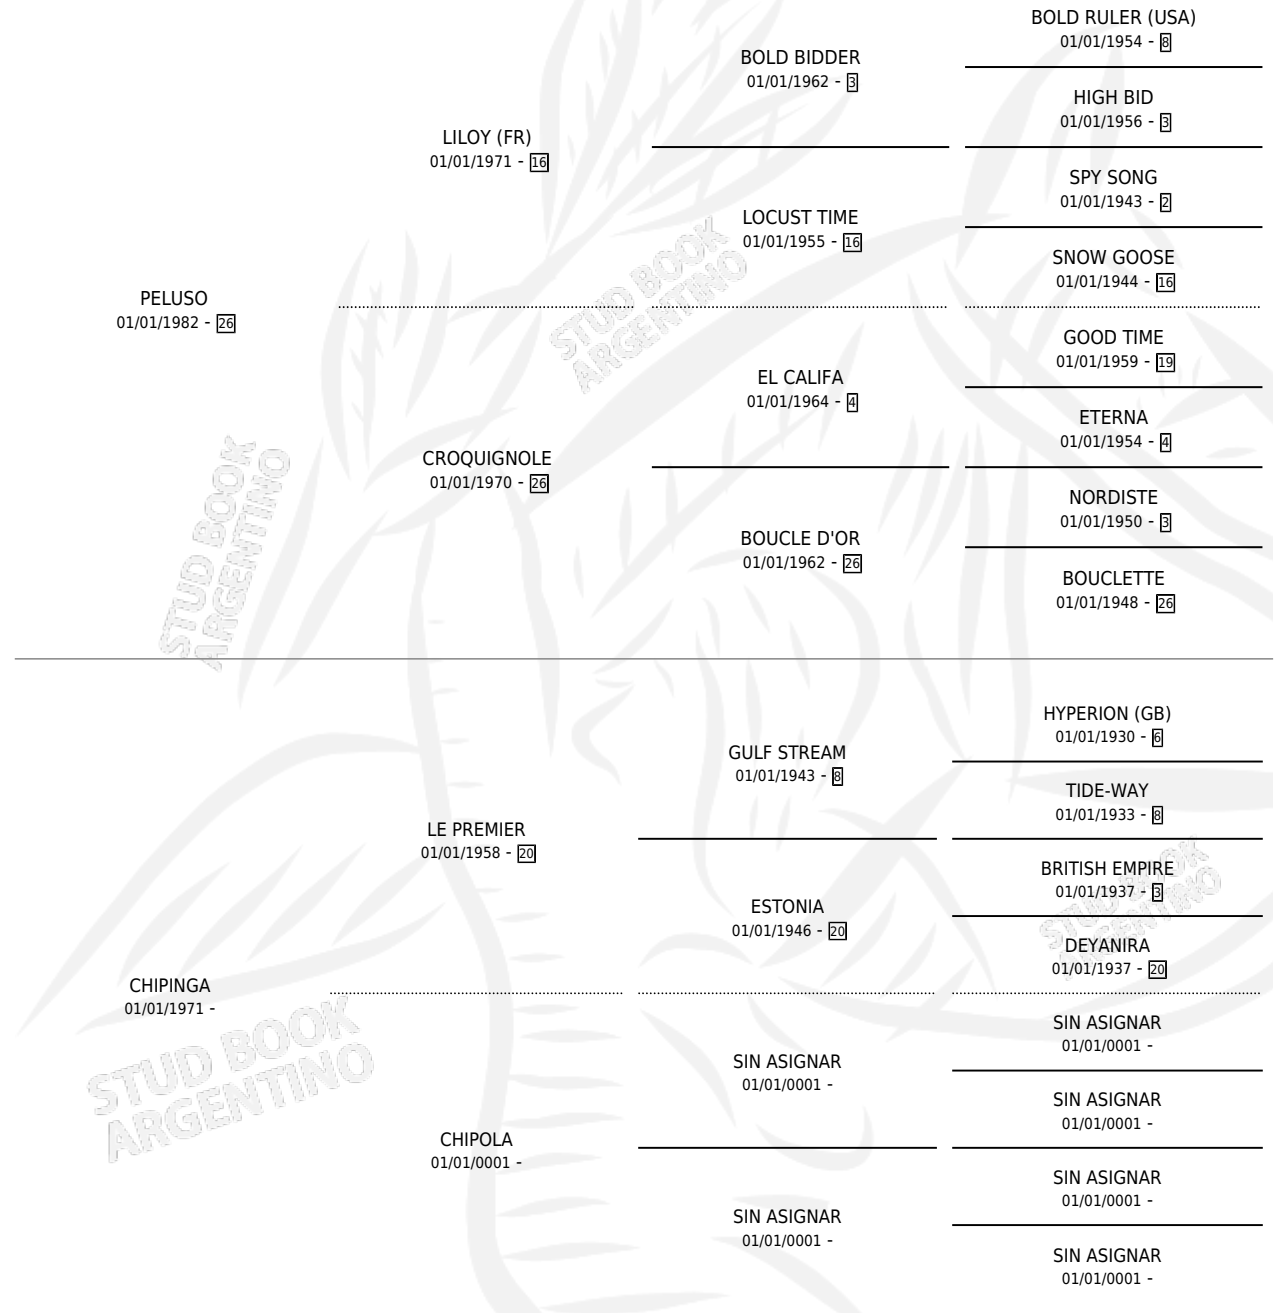 BOLD RULER (USA)
01/01/1954 - 8
BOLD BIDDER
01/01/1962 - 3
HIGH BID
01/01/1956 - 3
LILOY (FR)
01/01/1971 - 16
SPY SONG
01/01/1943 - 2
LOCUST TIME
01/01/1955 - 16
SNOW GOOSE
01/01/1944 - 16
STUD BOOK
ARGENTINO
PELUSO
01/01/1982 - 26
GOOD TIME
01/01/1959 - 19
EL CALIFA
01/01/1964 - 4
ETERNA
01/01/1954 - 4
CROQUIGNOLE
01/01/1970 - 26
NORDISTE
01/01/1950 - 3
BOUCLE D'OR
01/01/1962 - 26
BOUCLETTE
01/01/1948 - 26
STUD BOOK
ARGENTINO
HYPERION (GB)
01/01/1930 - 6
GULF STREAM
01/01/1943 - 8
TIDE-WAY
01/01/1933 - 8
LE PREMIER
01/01/1958 - 20
BRITISH EMPIRE
01/01/1937 - 3
ESTONIA
01/01/1946 - 20
DEYANIRA
01/01/1937 - 20
STUD BOOK
ARGENTINO
CHIPINGA
01/01/1971 -
SIN ASIGNAR
01/01/0001 -
SIN ASIGNAR
01/01/0001 -
SIN ASIGNAR
01/01/0001 -
STUD BOOK
ARGENTINO
CHIPOLA
01/01/0001 -
SIN ASIGNAR
01/01/0001 -
SIN ASIGNAR
01/01/0001 -
SIN ASIGNAR
01/01/0001 -